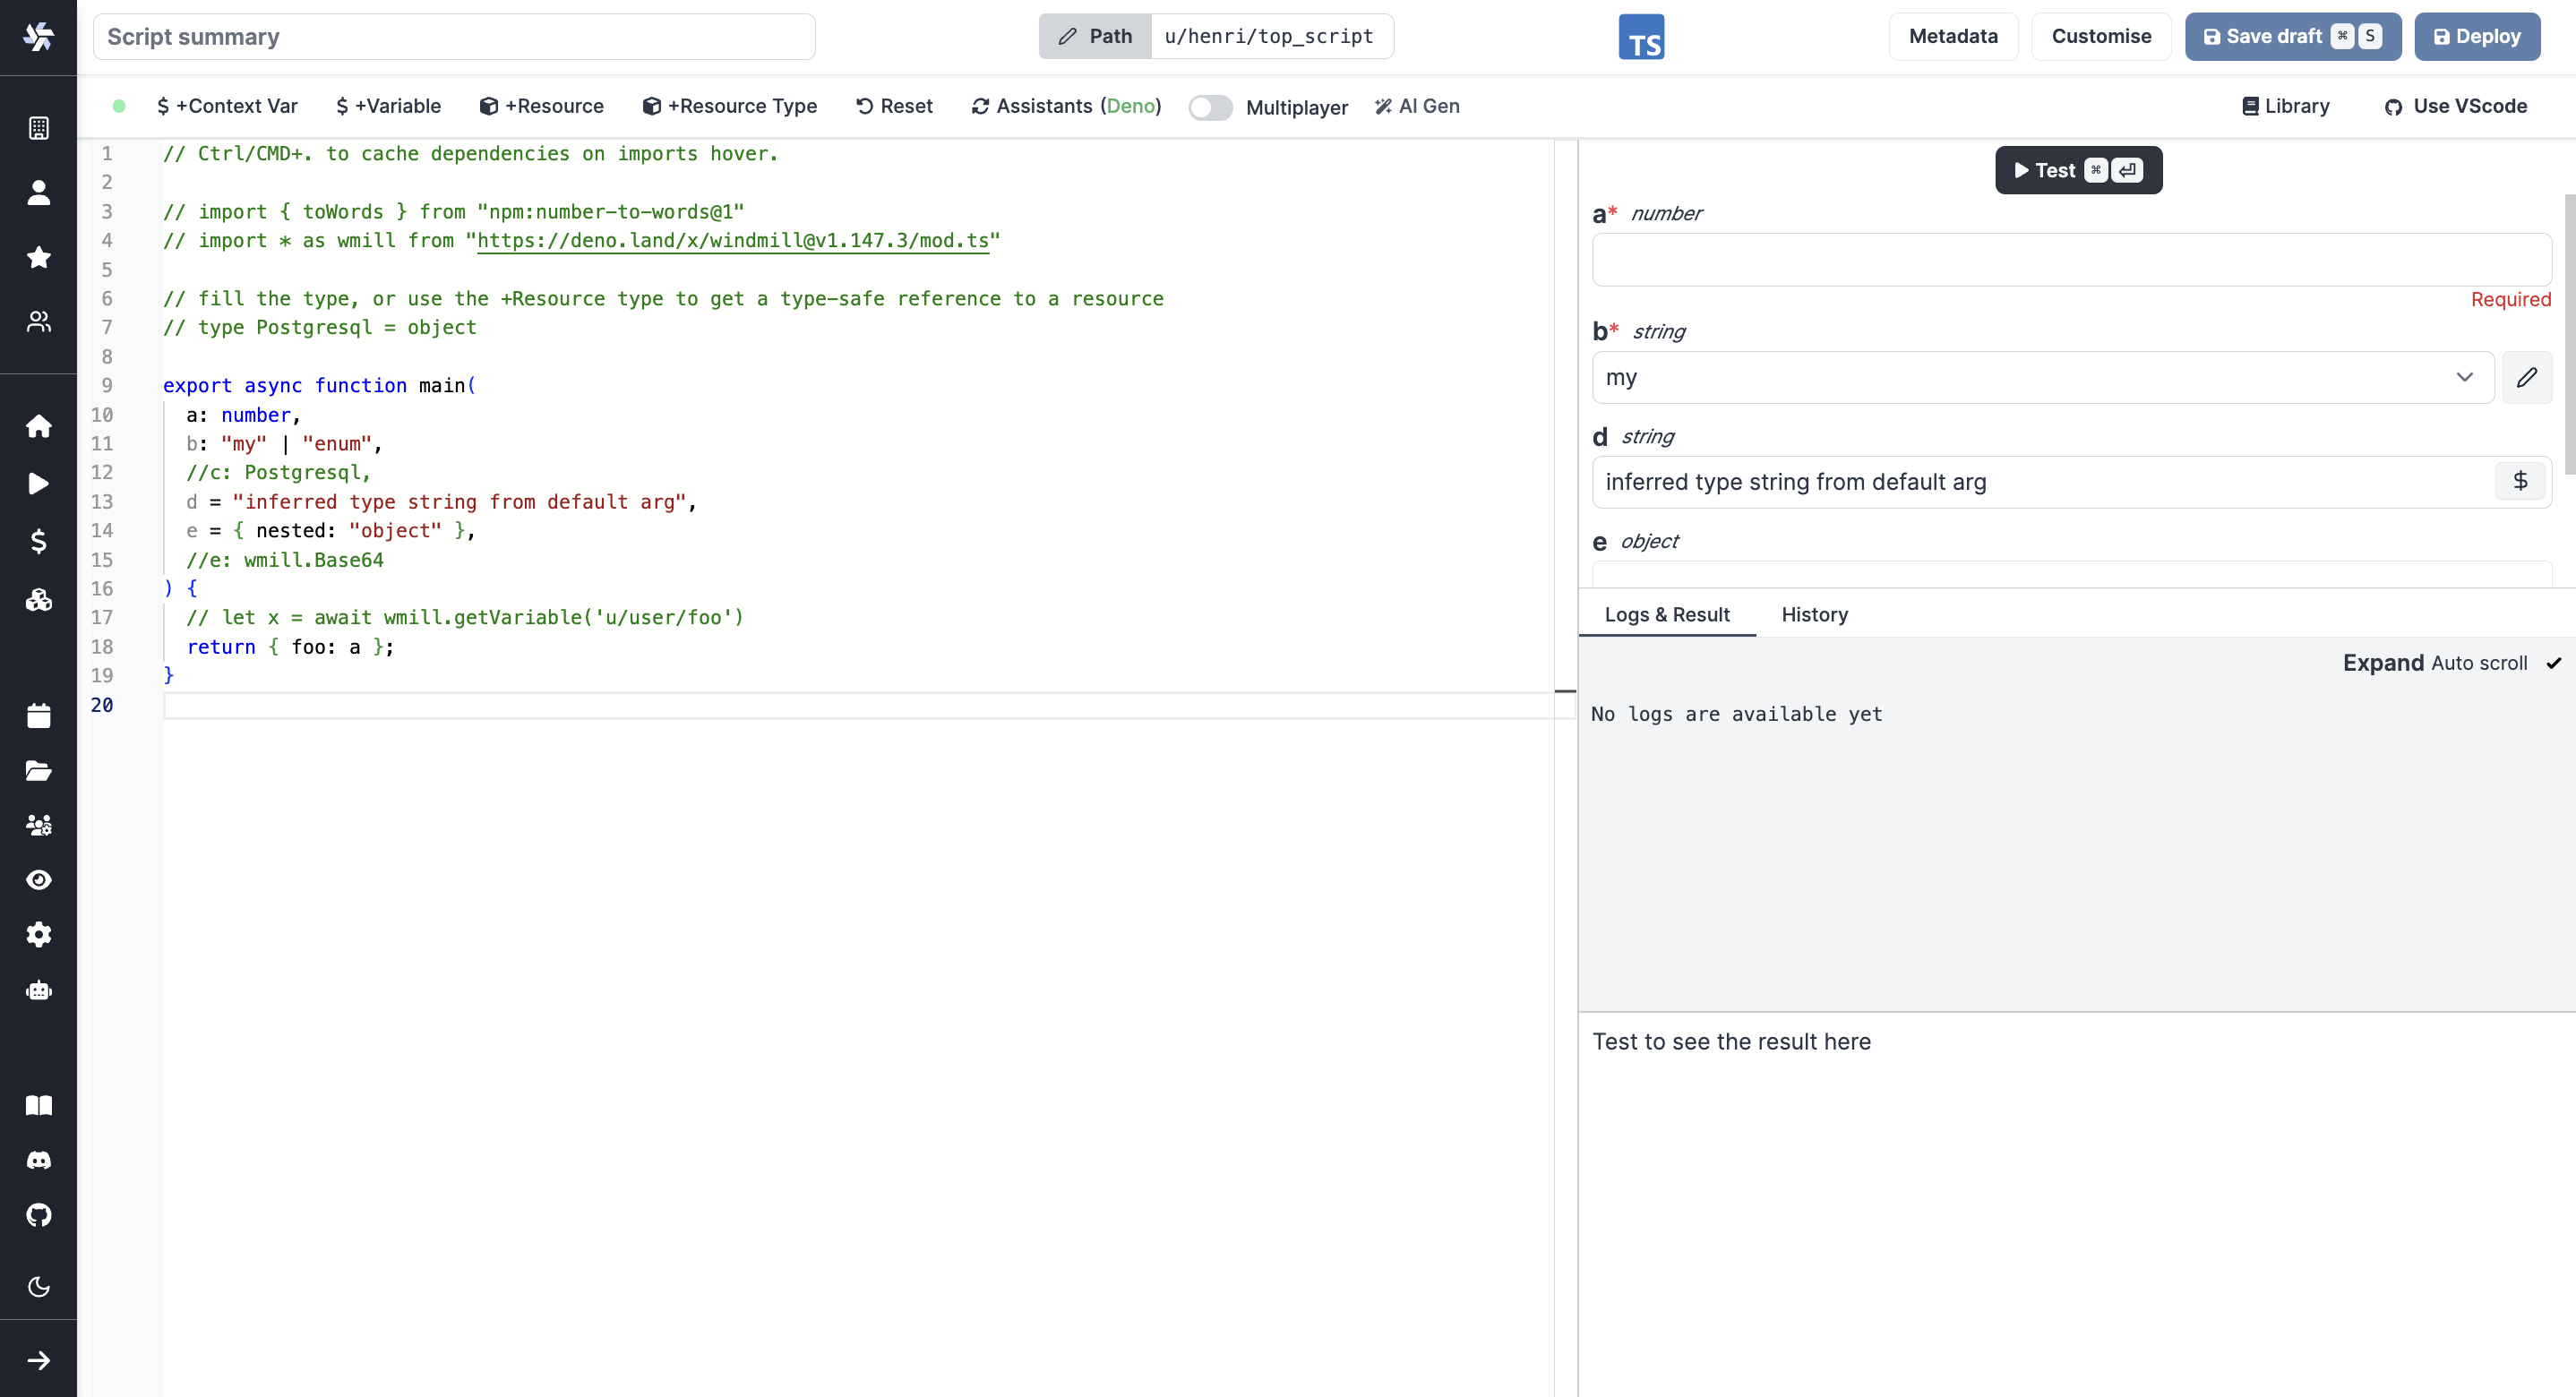 Script summary
Path u/henri/top_script
TS
Metadata
Customise
Save draft ⌘ S
Deploy
$ +Context Var
$ +Variable
+Resource
+Resource Type
Reset
Assistants (Deno)
Multiplayer
AI Gen
Library
Use VScode
1 // Ctrl/CMD+. to cache dependencies on imports hover.
2
3 // import { toWords } from "npm:number-to-words@1"
4 // import * as wmill from "https://deno.land/x/windmill@v1.147.3/mod.ts"
5
6 // fill the type, or use the +Resource type to get a type-safe reference to a resource
7 // type Postgresql = object
8
9 export async function main(
10 a: number,
11 b: "my" | "enum",
12 //c: Postgresql,
13 d = "inferred type string from default arg",
14 e = { nested: "object" },
15 //e: wmill.Base64
16 ) {
17 // let x = await wmill.getVariable('u/user/foo')
18 return { foo: a };
19 }
20
Test ⌘ ⏎
a* number
Required
b* string
my
d string
inferred type string from default arg
$
e object
Logs & Result
History
Expand Auto scroll
No logs are available yet
Test to see the result here